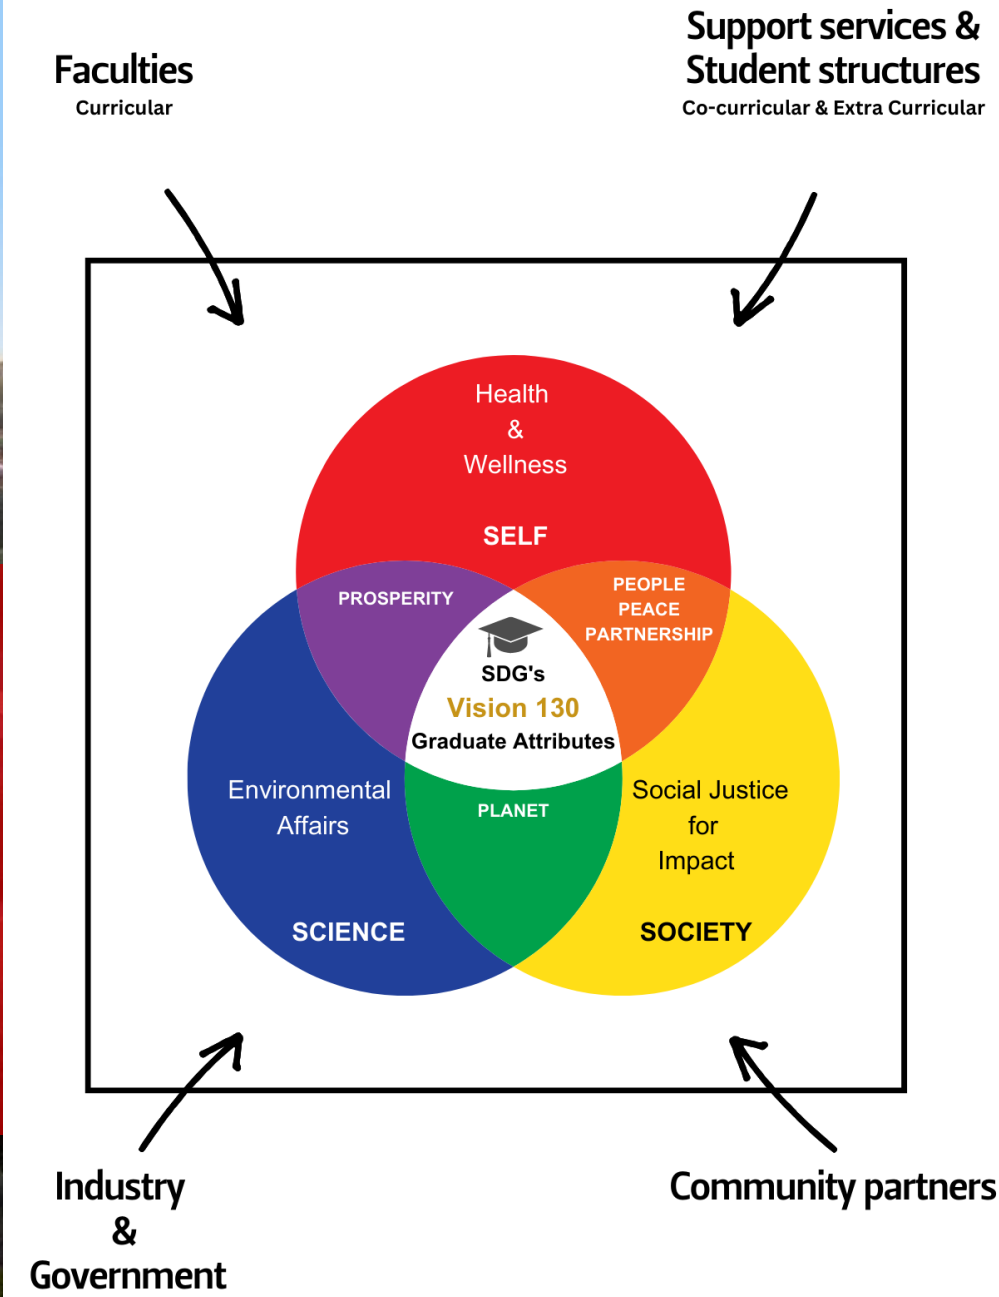 Faculties
Curricular
Support services &
Student structures
Co-curricular & Extra Curricular
Health
&
Wellness
SELF
PROSPERITY
PEOPLE
PEACE
PARTNERSHIP
SDG's
Vision 130
Graduate Attributes
Environmental
Affairs
SCIENCE
PLANET
Social Justice
for
Impact
SOCIETY
Industry
&
Government
Community partners